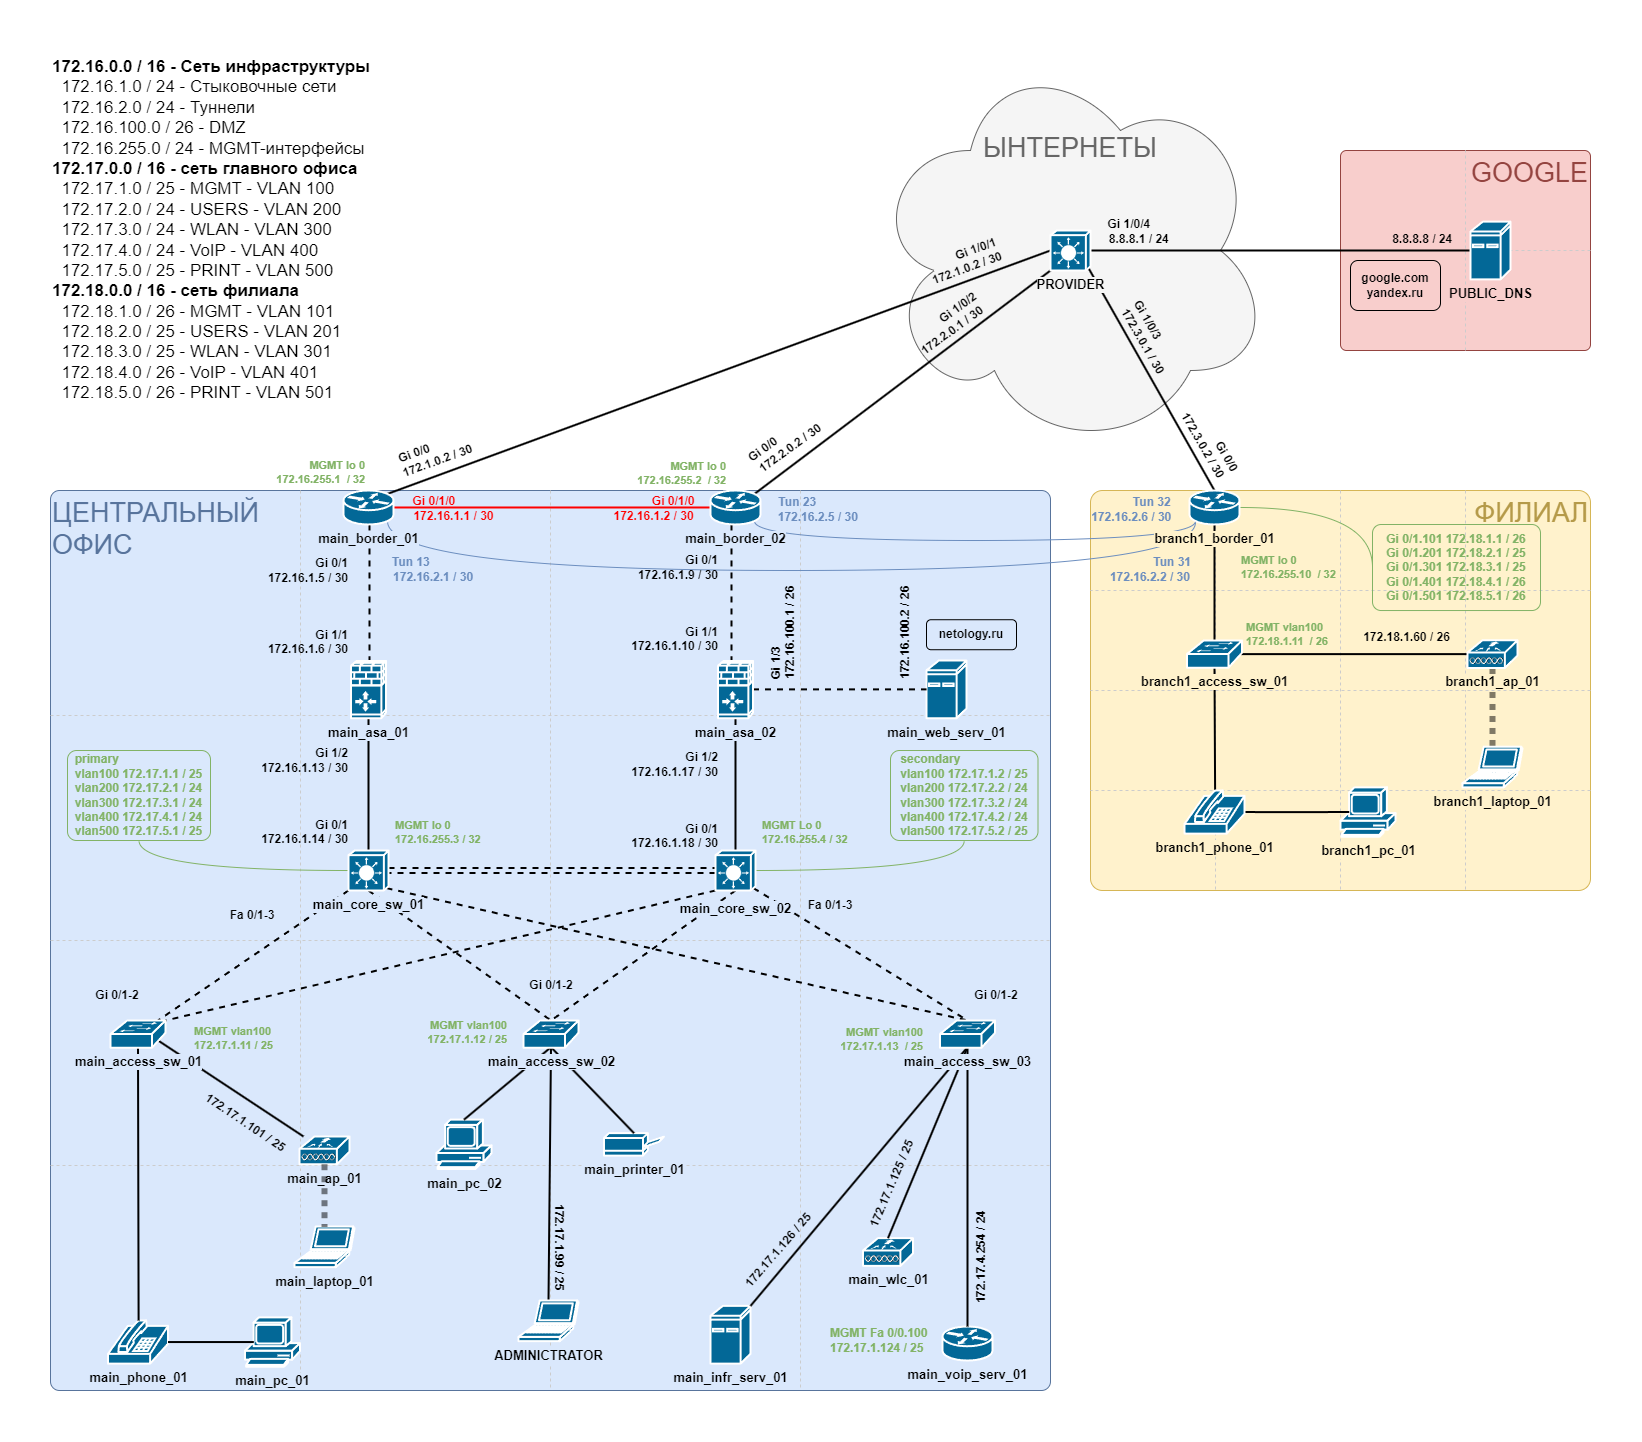 172.16.0.0 / 16 - Сеть инфраструктуры
172.16.1.0 / 24 - Стыковочные сети
172.16.2.0 / 24 - Туннели
172.16.100.0 / 26 - DMZ
172.16.255.0 / 24 - MGMT-интерфейсы
172.17.0.0 / 16 - сеть главного офиса
172.17.1.0 / 25 - MGMT - VLAN 100
172.17.2.0 / 24 - USERS - VLAN 200
172.17.3.0 / 24 - WLAN - VLAN 300
172.17.4.0 / 24 - VoIP - VLAN 400
172.17.5.0 / 25 - PRINT - VLAN 500
172.18.0.0 / 16 - сеть филиала
172.18.1.0 / 26 - MGMT - VLAN 101
172.18.2.0 / 25 - USERS - VLAN 201
172.18.3.0 / 25 - WLAN - VLAN 301
172.18.4.0 / 26 - VoIP - VLAN 401
172.18.5.0 / 26 - PRINT - VLAN 501
ЫНТЕРНЕТЫ
Gi 1/0/4
8.8.8.1 / 24
Gi 1/0/1
172.1.0.2 / 30
PROVIDER
Gi 1/0/2
172.2.0.1 / 30
Gi 1/0/3
172.3.0.1 / 30
GOOGLE
8.8.8.8 / 24
google.com
yandex.ru
PUBLIC_DNS
Gi 0/0
172.1.0.2 / 30
Gi 0/0
172.2.0.2 / 30
Gi 0/0
172.3.0.2 / 30
MGMT lo 0
172.16.255.1 / 32
MGMT lo 0
172.16.255.2 / 32
ЦЕНТРАЛЬНЫЙ
ОФИС
Gi 0/1/0
172.16.1.1 / 30
Gi 0/1/0
172.16.1.2 / 30
Tun 23
172.16.2.5 / 30
main_border_01
main_border_02
Gi 0/1
172.16.1.5 / 30
Tun 13
172.16.2.1 / 30
Gi 0/1
172.16.1.9 / 30
Gi 1/1
172.16.1.6 / 30
Gi 1/1
172.16.1.10 / 30
Gi 1/3
172.16.100.1 / 26
172.16.100.2 / 26
netology.ru
main_asa_01
main_asa_02
main_web_serv_01
Gi 1/2
172.16.1.13 / 30
Gi 1/2
172.16.1.17 / 30
primary
vlan100 172.17.1.1 / 25
vlan200 172.17.2.1 / 24
vlan300 172.17.3.1 / 24
vlan400 172.17.4.1 / 24
vlan500 172.17.5.1 / 25
secondary
vlan100 172.17.1.2 / 25
vlan200 172.17.2.2 / 24
vlan300 172.17.3.2 / 24
vlan400 172.17.4.2 / 24
vlan500 172.17.5.2 / 25
Gi 0/1
172.16.1.14 / 30
MGMT lo 0
172.16.255.3 / 32
Gi 0/1
172.16.1.18 / 30
MGMT Lo 0
172.16.255.4 / 32
main_core_sw_01
main_core_sw_02
Fa 0/1-3
Fa 0/1-3
Gi 0/1-2
Gi 0/1-2
Gi 0/1-2
MGMT vlan100
172.17.1.11 / 25
MGMT vlan100
172.17.1.12 / 25
MGMT vlan100
172.17.1.13 / 25
main_access_sw_01
main_access_sw_02
main_access_sw_03
172.17.1.101 / 25
main_ap_01
main_pc_02
main_printer_01
172.17.1.99 / 25
172.17.1.126 / 25
172.17.1.125 / 25
172.17.4.254 / 24
main_laptop_01
main_wlc_01
main_phone_01
main_pc_01
ADMINICTRATOR
main_infr_serv_01
MGMT Fa 0/0.100
172.17.1.124 / 25
main_voip_serv_01
ФИЛИАЛ
Tun 32
172.16.2.6 / 30
branch1_border_01
Tun 31
172.16.2.2 / 30
MGMT lo 0
172.16.255.10 / 32
Gi 0/1.101 172.18.1.1 / 26
Gi 0/1.201 172.18.2.1 / 25
Gi 0/1.301 172.18.3.1 / 25
Gi 0/1.401 172.18.4.1 / 26
Gi 0/1.501 172.18.5.1 / 26
MGMT vlan100
172.18.1.11 / 26
172.18.1.60 / 26
branch1_access_sw_01
branch1_ap_01
branch1_laptop_01
branch1_phone_01
branch1_pc_01